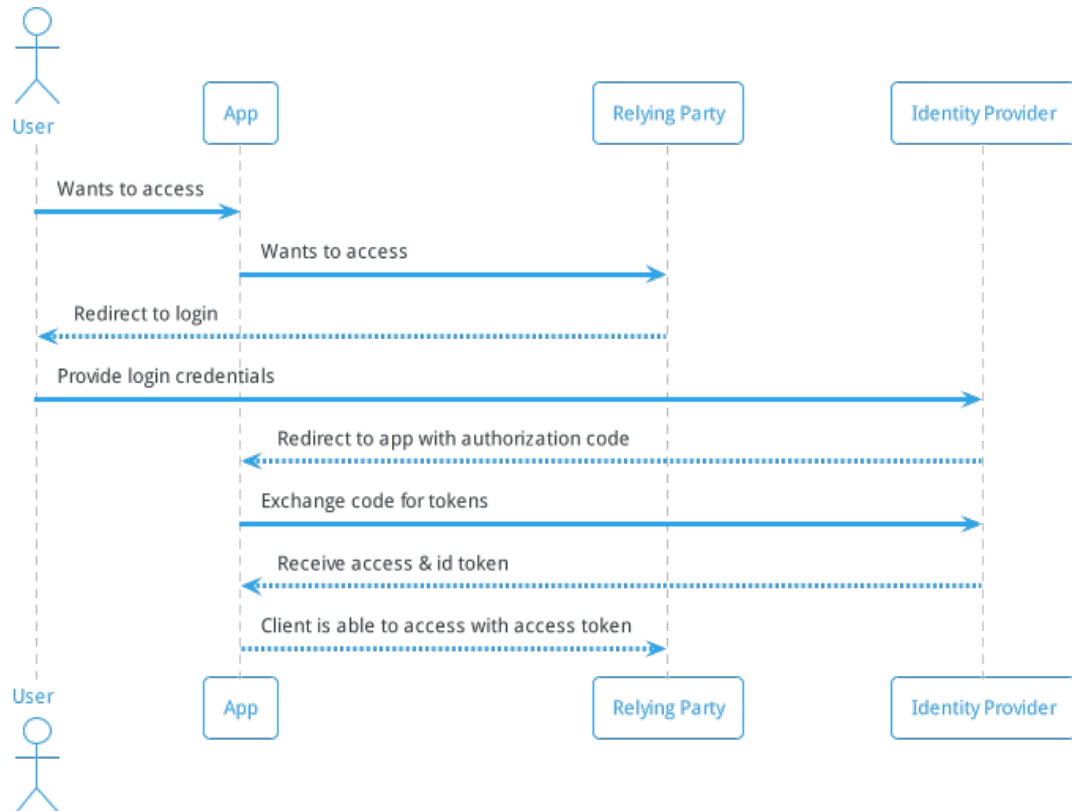 User
App
Relying Party
Identity Provider
Wants to access
Wants to access
Redirect to login
Provide login credentials
Redirect to app with authorization code
Exchange code for tokens
Receive access & id token
Client is able to access with access token
User
App
Relying Party
Identity Provider